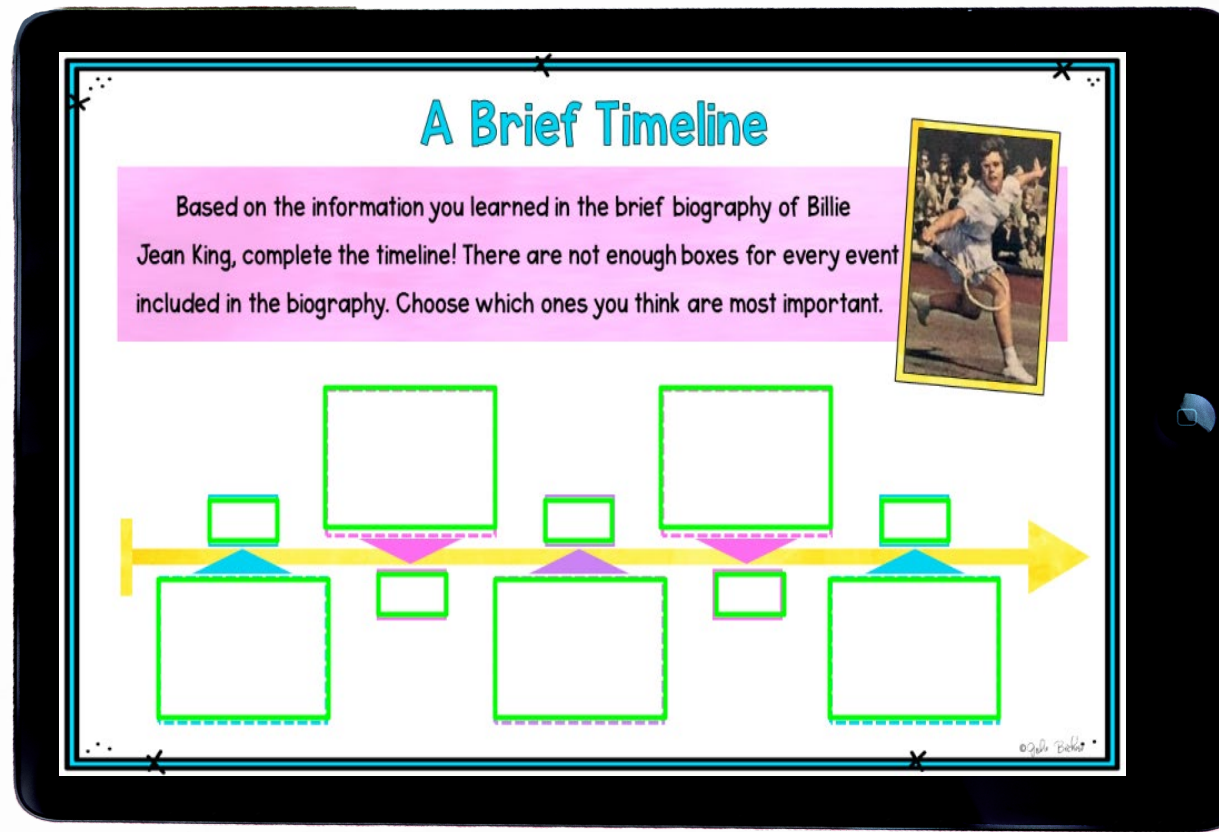 A Brief Timeline
Based on the information you learned in the brief biography of Billie
Jean King, complete the timeline! There are not enough boxes for every event
included in the biography. Choose which ones you think are most important.